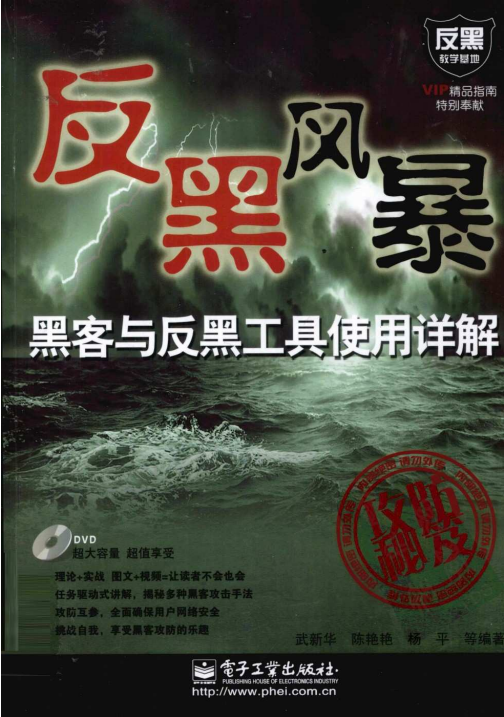 反黑
教学基地
VIP精品指南
特别奉献
反黑风暴
黑客与反黑工具使用详解
攻防
秘
请勿外传
DVD
超大容量 超值享受
理论+实战 图文+视频=让读者不会也会
任务驱动式讲解，揭秘多种黑客攻击手法
攻防互参，全面确保用户网络安全
挑战自我，享受黑客攻防的乐趣
武新华 陈艳艳 杨平 等编著
电子工业出版社
PUBLISHING HOUSE OF ELECTRONICS INDUSTRY
http://www.phei.com.cn